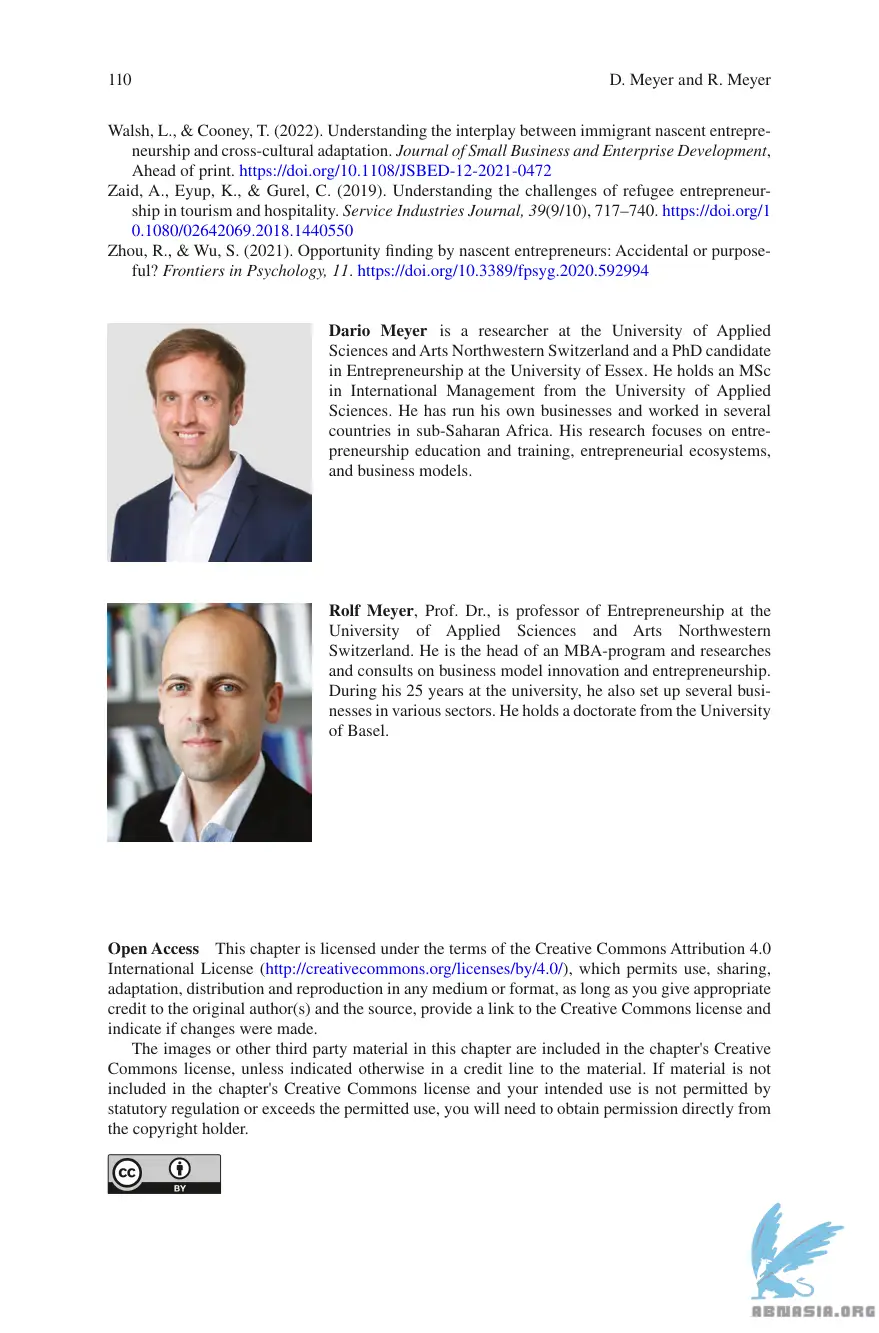 110
D. Meyer and R. Meyer
Walsh, L., & Cooney, T. (2022). Understanding the interplay between immigrant nascent entrepre-
neurship and cross-cultural adaptation. Journal of Small Business and Enterprise Development,
Ahead of print. https://doi.org/10.1108/JSBED-12-2021-0472
Zaid, A., Eyup, K., & Gurel, C. (2019). Understanding the challenges of refugee entrepreneur-
ship in tourism and hospitality. Service Industries Journal, 39(9/10), 717–740. https://doi.org/1
0.1080/02642069.2018.1440550
Zhou, R., & Wu, S. (2021). Opportunity finding by nascent entrepreneurs: Accidental or purpose-
ful? Frontiers in Psychology, 11. https://doi.org/10.3389/fpsyg.2020.592994
Dario Meyer is a researcher at the University of Applied
Sciences and Arts Northwestern Switzerland and a PhD candidate
in Entrepreneurship at the University of Essex. He holds an MSc
in International Management from the University of Applied
Sciences. He has run his own businesses and worked in several
countries in sub-Saharan Africa. His research focuses on entre-
preneurship education and training, entrepreneurial ecosystems,
and business models.
Rolf Meyer, Prof. Dr., is professor of Entrepreneurship at the
University of Applied Sciences and Arts Northwestern
Switzerland. He is the head of an MBA-program and researches
and consults on business model innovation and entrepreneurship.
During his 25 years at the university, he also set up several busi-
nesses in various sectors. He holds a doctorate from the University
of Basel.
Open Access This chapter is licensed under the terms of the Creative Commons Attribution 4.0
International License (http://creativecommons.org/licenses/by/4.0/), which permits use, sharing,
adaptation, distribution and reproduction in any medium or format, as long as you give appropriate
credit to the original author(s) and the source, provide a link to the Creative Commons license and
indicate if changes were made.
The images or other third party material in this chapter are included in the chapter's Creative
Commons license, unless indicated otherwise in a credit line to the material. If material is not
included in the chapter's Creative Commons license and your intended use is not permitted by
statutory regulation or exceeds the permitted use, you will need to obtain permission directly from
the copyright holder.
cc
BY
ABNASIA.ORG